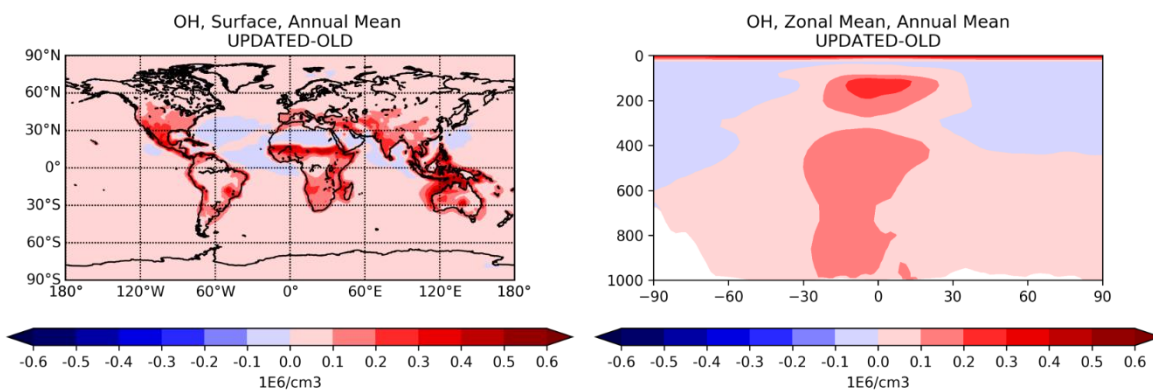 OH, Surface, Annual Mean
UPDATED-OLD
90°N
60°N
30°N
0°
30°S
60°S
90°S
180° 120°W 60°W 0° 60°E 120°E 180°
-0.6 -0.5 -0.4 -0.3 -0.2 -0.1 0.0 0.1 0.2 0.3 0.4 0.5 0.6
1E6/cm3
OH, Zonal Mean, Annual Mean
UPDATED-OLD
0
200
400
600
800
1000
−90 −60 −30 0 30 60 90
-0.6 -0.5 -0.4 -0.3 -0.2 -0.1 0.0 0.1 0.2 0.3 0.4 0.5 0.6
1E6/cm3